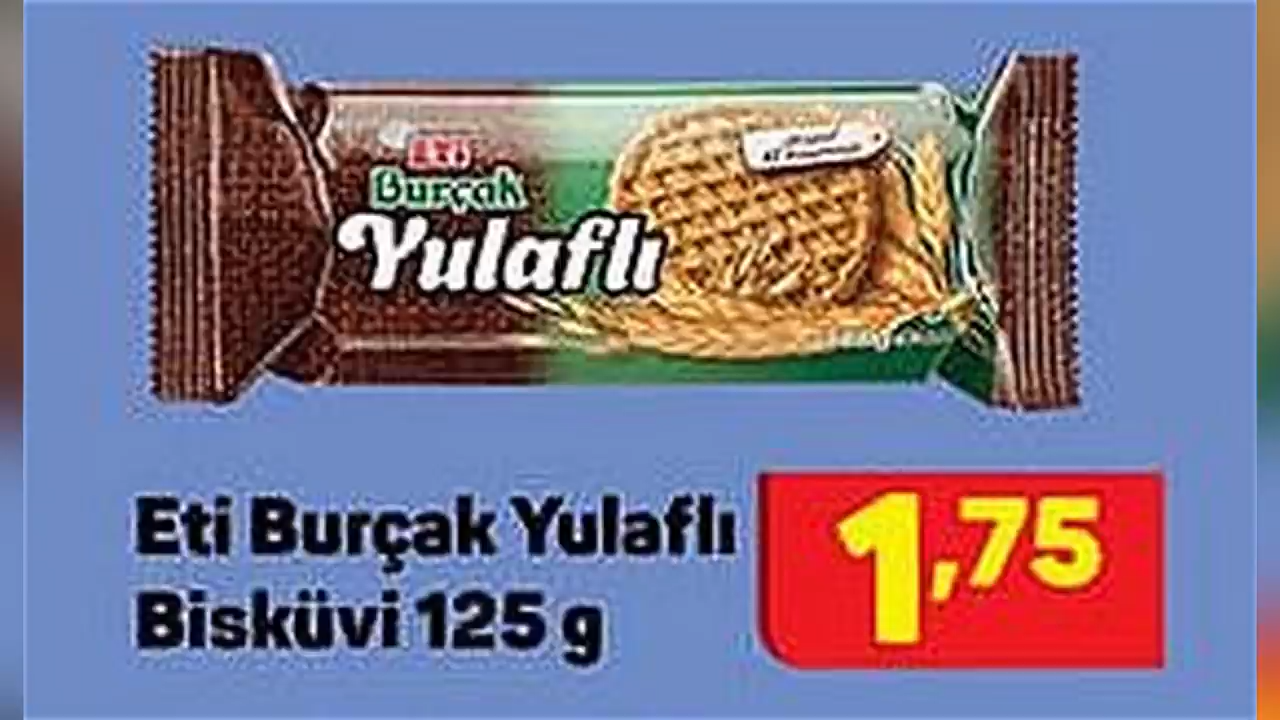 ETİ
Burçak
Yulaflı
Eti Burçak Yulaflı
Bisküvi 125 g
1,75